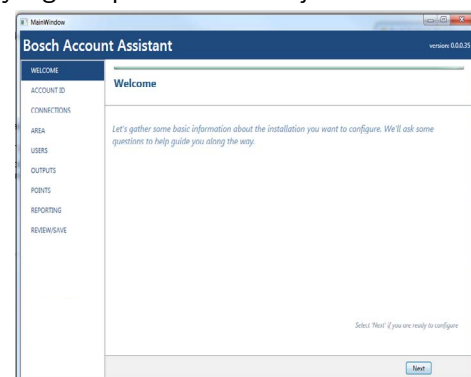 MainWindow
Bosch Account Assistant
version: 0.0.0.35
WELCOME
ACCOUNT ID
CONNECTIONS
AREA
USERS
OUTPUTS
POINTS
REPORTING
REVIEW/SAVE
Welcome
Let's gather some basic information about the installation you want to configure. We'll ask some
questions to help guide you along the way.
Select 'Next' if you are ready to configure
Next